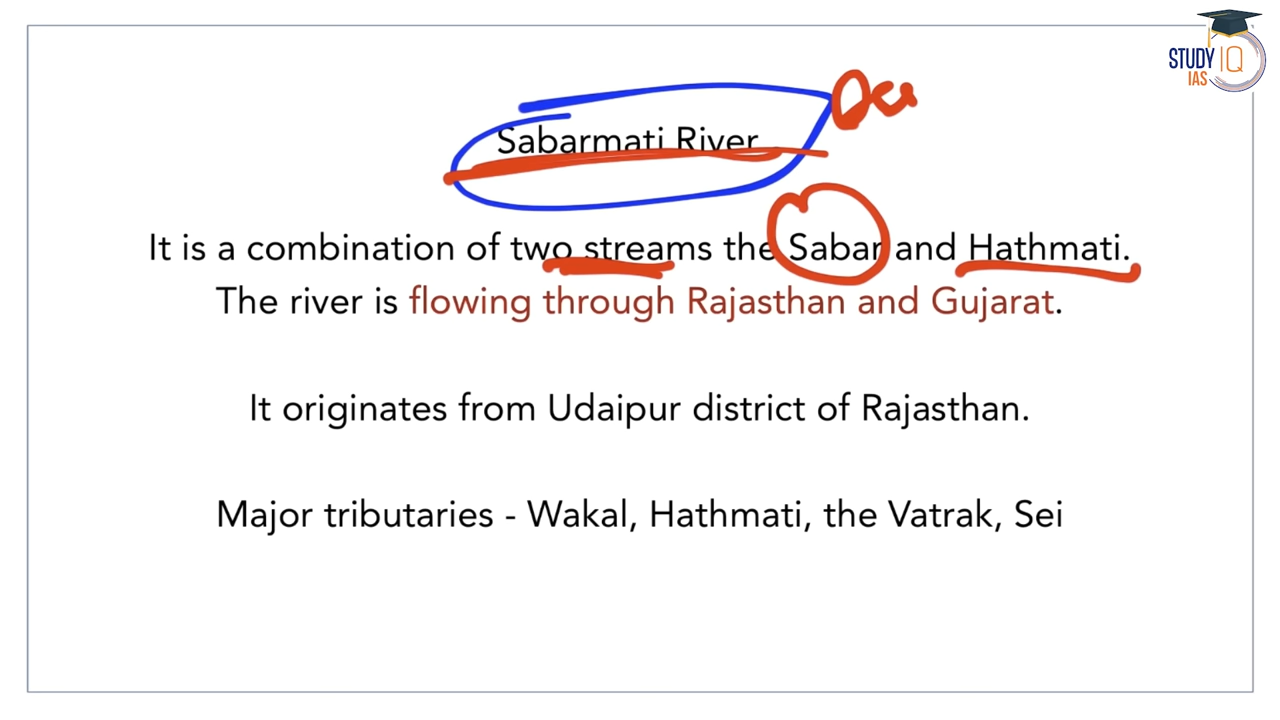 STUDY IQ
IAS
Sabarmati River
It is a combination of two streams the Sabar and Hathmati.
The river is flowing through Rajasthan and Gujarat.
It originates from Udaipur district of Rajasthan.
Major tributaries - Wakal, Hathmati, the Vatrak, Sei